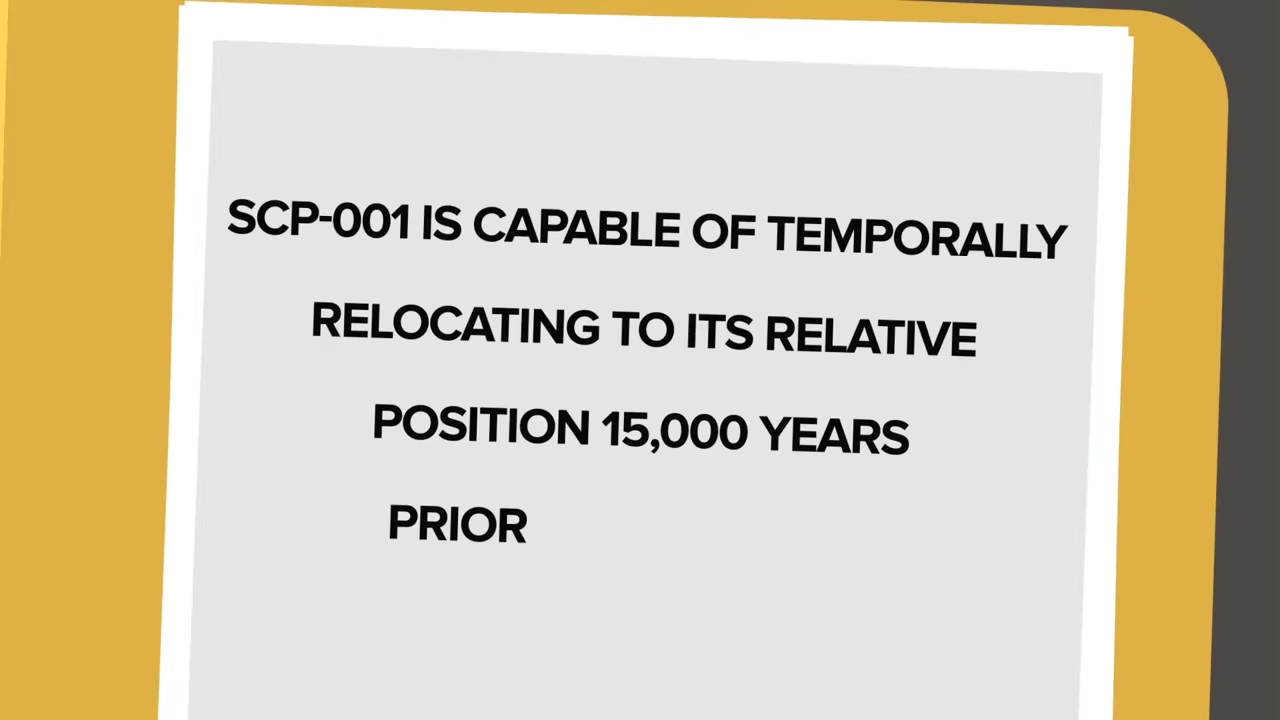 SCP-001 IS CAPABLE OF TEMPORALLY
RELOCATING TO ITS RELATIVE
POSITION 15,000 YEARS
PRIOR